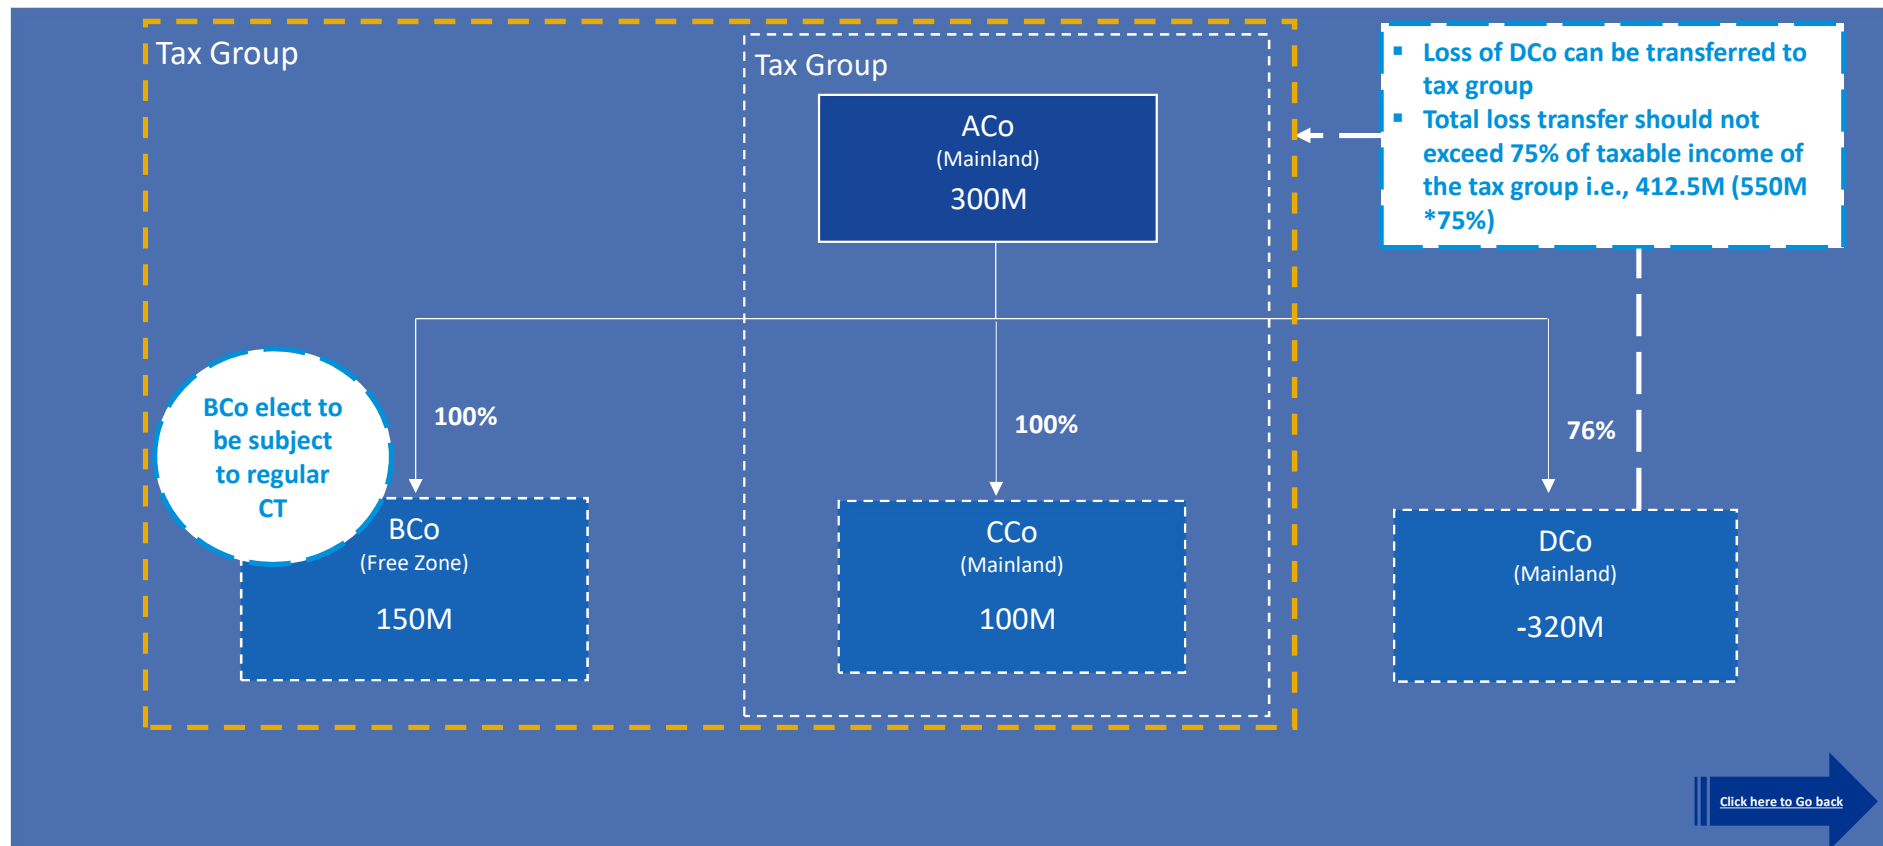 Tax Group
Tax Group
ACo
(Mainland)
300M
▪ Loss of DCo can be transferred to
tax group
▪ Total loss transfer should not
exceed 75% of taxable income of
the tax group i.e., 412.5M (550M
*75%)
BCo elect to
be subject
to regular
CT
100%
100%
76%
BCo
(Free Zone)
150M
CCo
(Mainland)
100M
DCo
(Mainland)
-320M
Click here to Go back